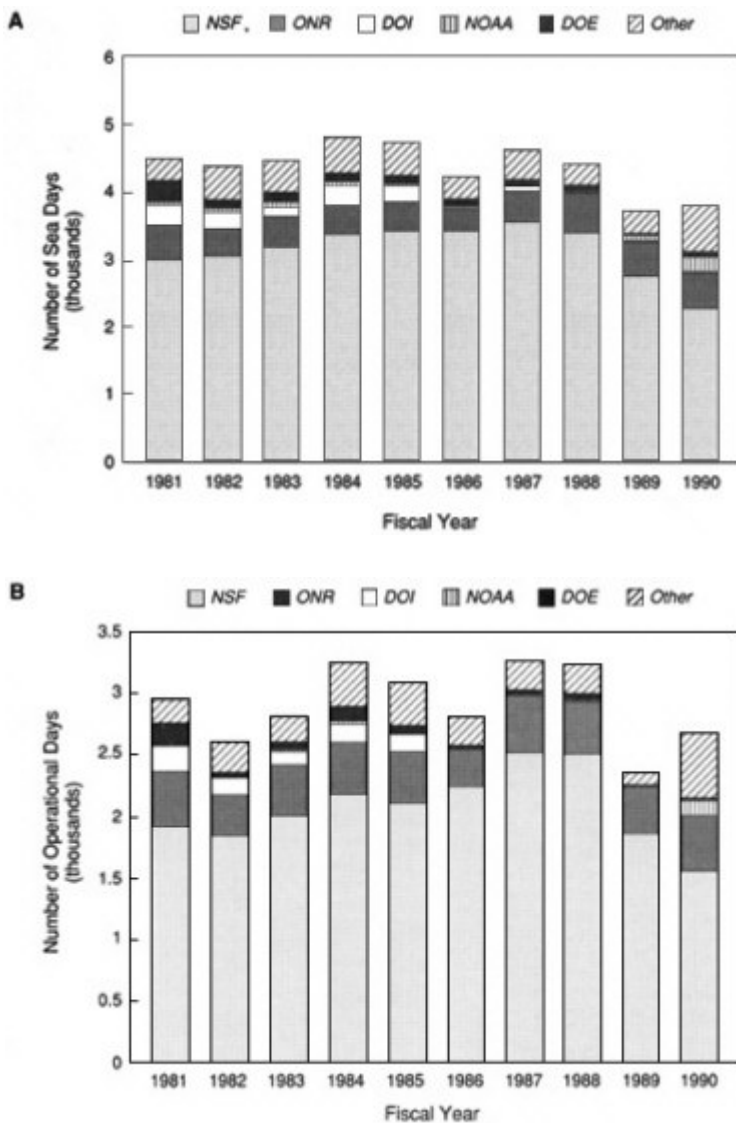 A
NSF ONR DOI NOAA DOE Other
Number of Sea Days
(thousands)
6
5
4
3
2
1
0
1981 1982 1983 1984 1985 1986 1987 1988 1989 1990
Fiscal Year
B
NSF ONR DOI NOAA DOE Other
Number of Operational Days
(thousands)
3.5
3
2.5
2
1.5
1
0.5
0
1981 1982 1983 1984 1985 1986 1987 1988 1989 1990
Fiscal Year